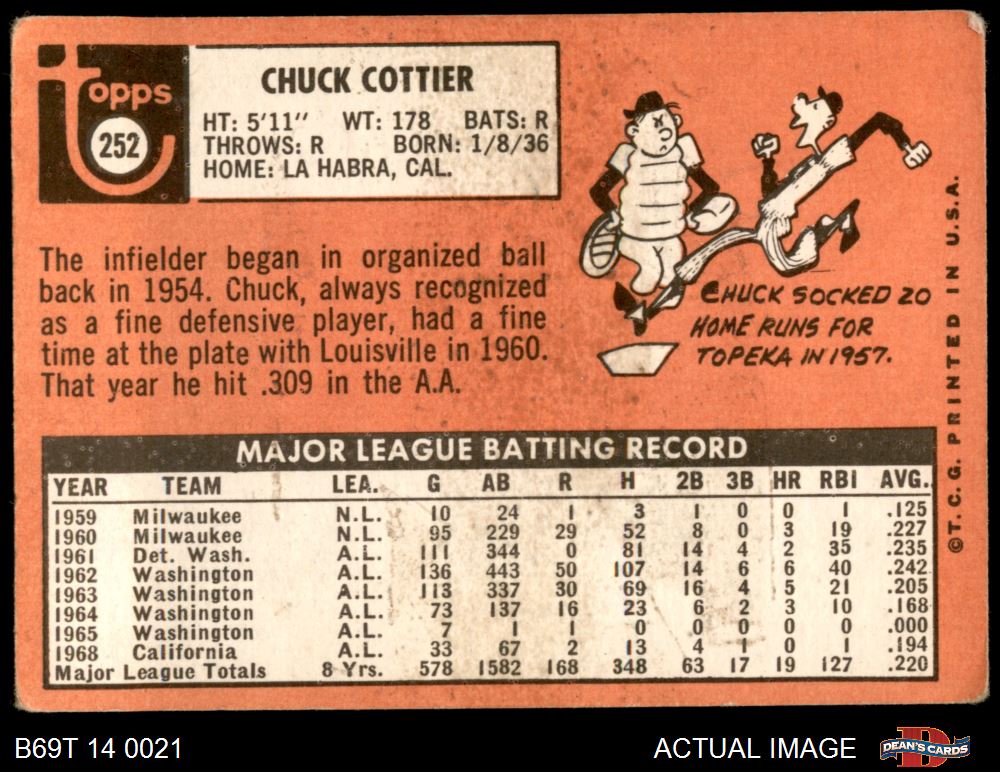 topps
252
CHUCK COTTIER
HT: 5'11" WT: 178 BATS: R
THROWS: R BORN: 1/8/36
HOME: LA HABRA, CAL.
The infielder began in organized ball
back in 1954. Chuck, always recognized
as a fine defensive player, had a fine
time at the plate with Louisville in 1960.
That year he hit .309 in the A.A.
CHUCK SOCKED 20
HOME RUNS FOR
TOPEKA IN 1957.
©T. C. G. PRINTED IN U.S.A.
MAJOR LEAGUE BATTING RECORD
YEAR TEAM LEA. G AB R H 2B 3B HR RBI AVG.
1959 Milwaukee N.L. 10 24 1 3 1 0 0 1 .125
1960 Milwaukee N.L. 95 229 29 52 8 0 3 19 .227
1961 Det. Wash. A.L. 111 344 0 81 14 4 2 35 .235
1962 Washington A.L. 136 443 50 107 14 6 6 40 .242
1963 Washington A.L. 113 337 30 69 16 4 5 21 .205
1964 Washington A.L. 73 137 16 23 6 2 3 10 .168
1965 Washington A.L. 7 1 1 0 0 0 0 0 .000
1968 California A.L. 33 67 2 13 4 1 0 1 .194
Major League Totals 8 Yrs. 578 1582 168 348 63 17 19 127 .220
B69T 14 0021
ACTUAL IMAGE
DEAN'S CARDS